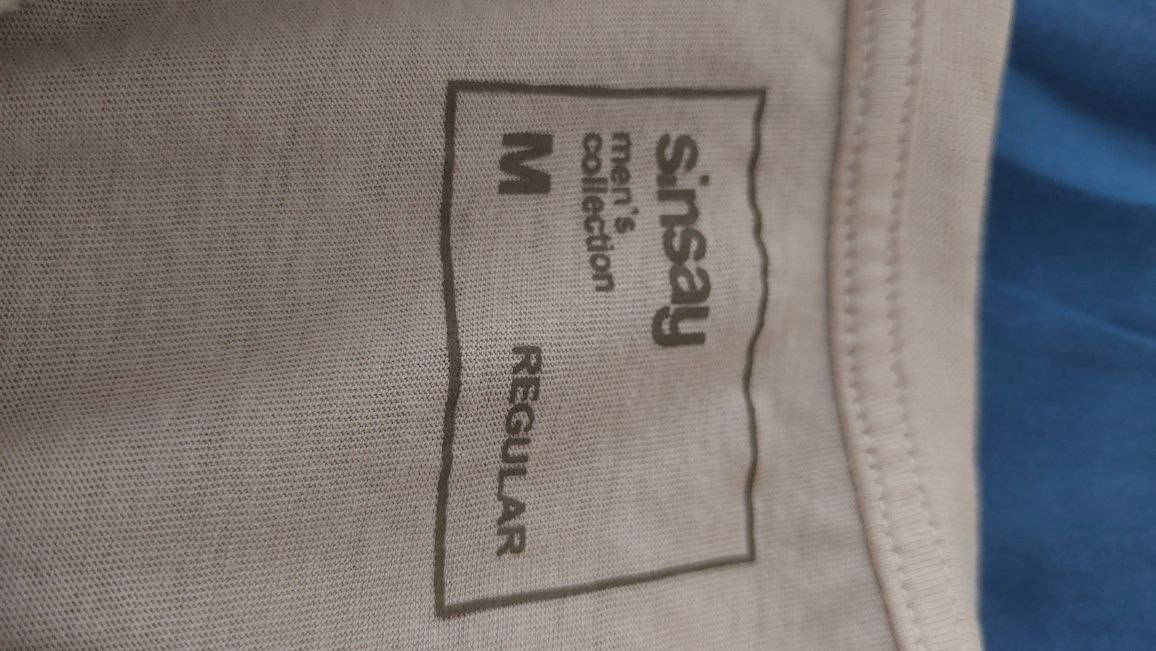 sinsay
men's
collection
M REGULAR